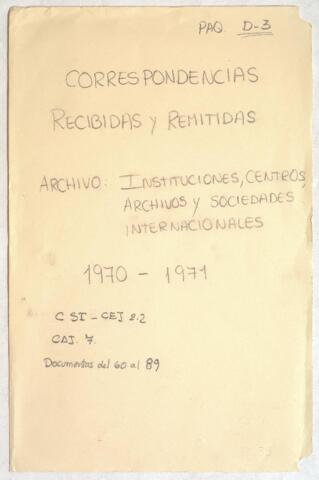 PAQ. D-3
CORRESPONDENCIAS
RECIBIDAS y REMITIDAS
ARCHIVO: INSTITUCIONES, CENTROS,
ARCHIVOS y SOCIEDADES
INTERNACIONALES
1970 - 1971
C SI - CEJ 2.2
CAJ. 7.
Documentos del 60 al 89